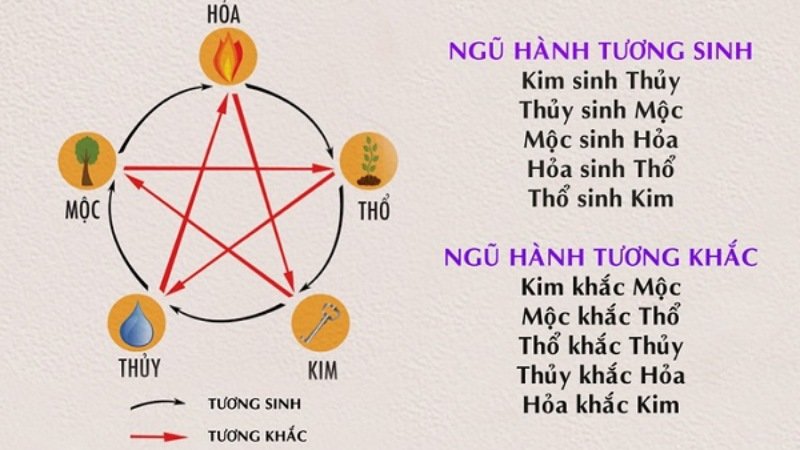 HỎA
MỘC
THỔ
THỦY
KIM
TƯƠNG SINH
TƯƠNG KHẮC
NGŨ HÀNH TƯƠNG SINH
Kim sinh Thủy
Thủy sinh Mộc
Mộc sinh Hỏa
Hỏa sinh Thổ
Thổ sinh Kim
NGŨ HÀNH TƯƠNG KHẮC
Kim khắc Mộc
Mộc khắc Thổ
Thổ khắc Thủy
Thủy khắc Hỏa
Hỏa khắc Kim